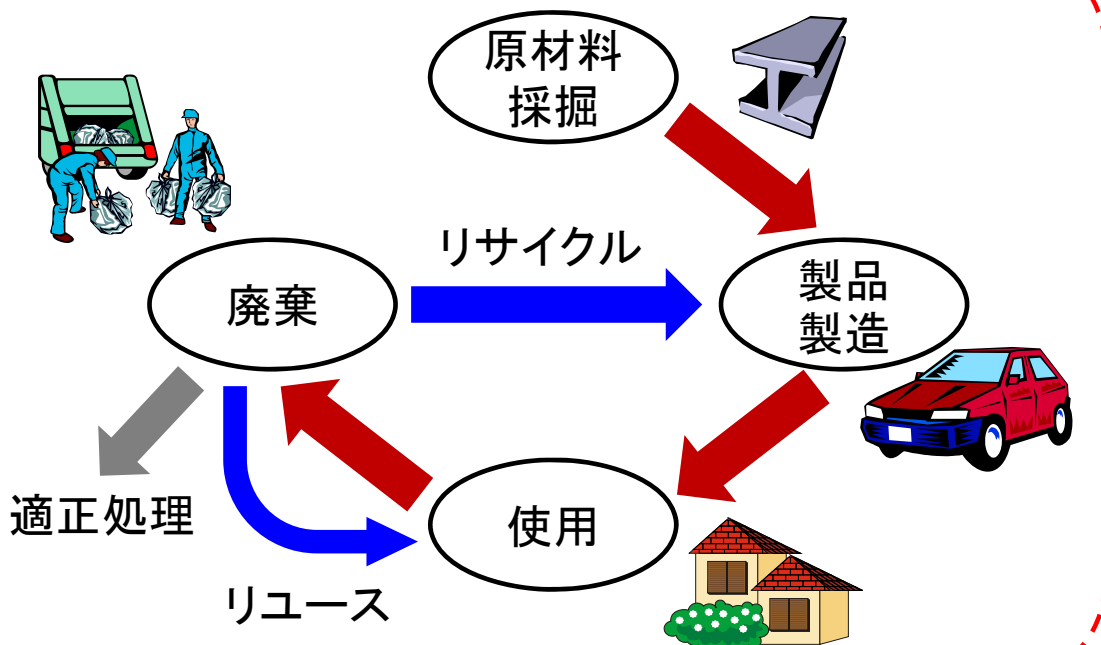 原材料
採掘
リサイクル
廃棄
製品
製造
適正処理
使用
リユース